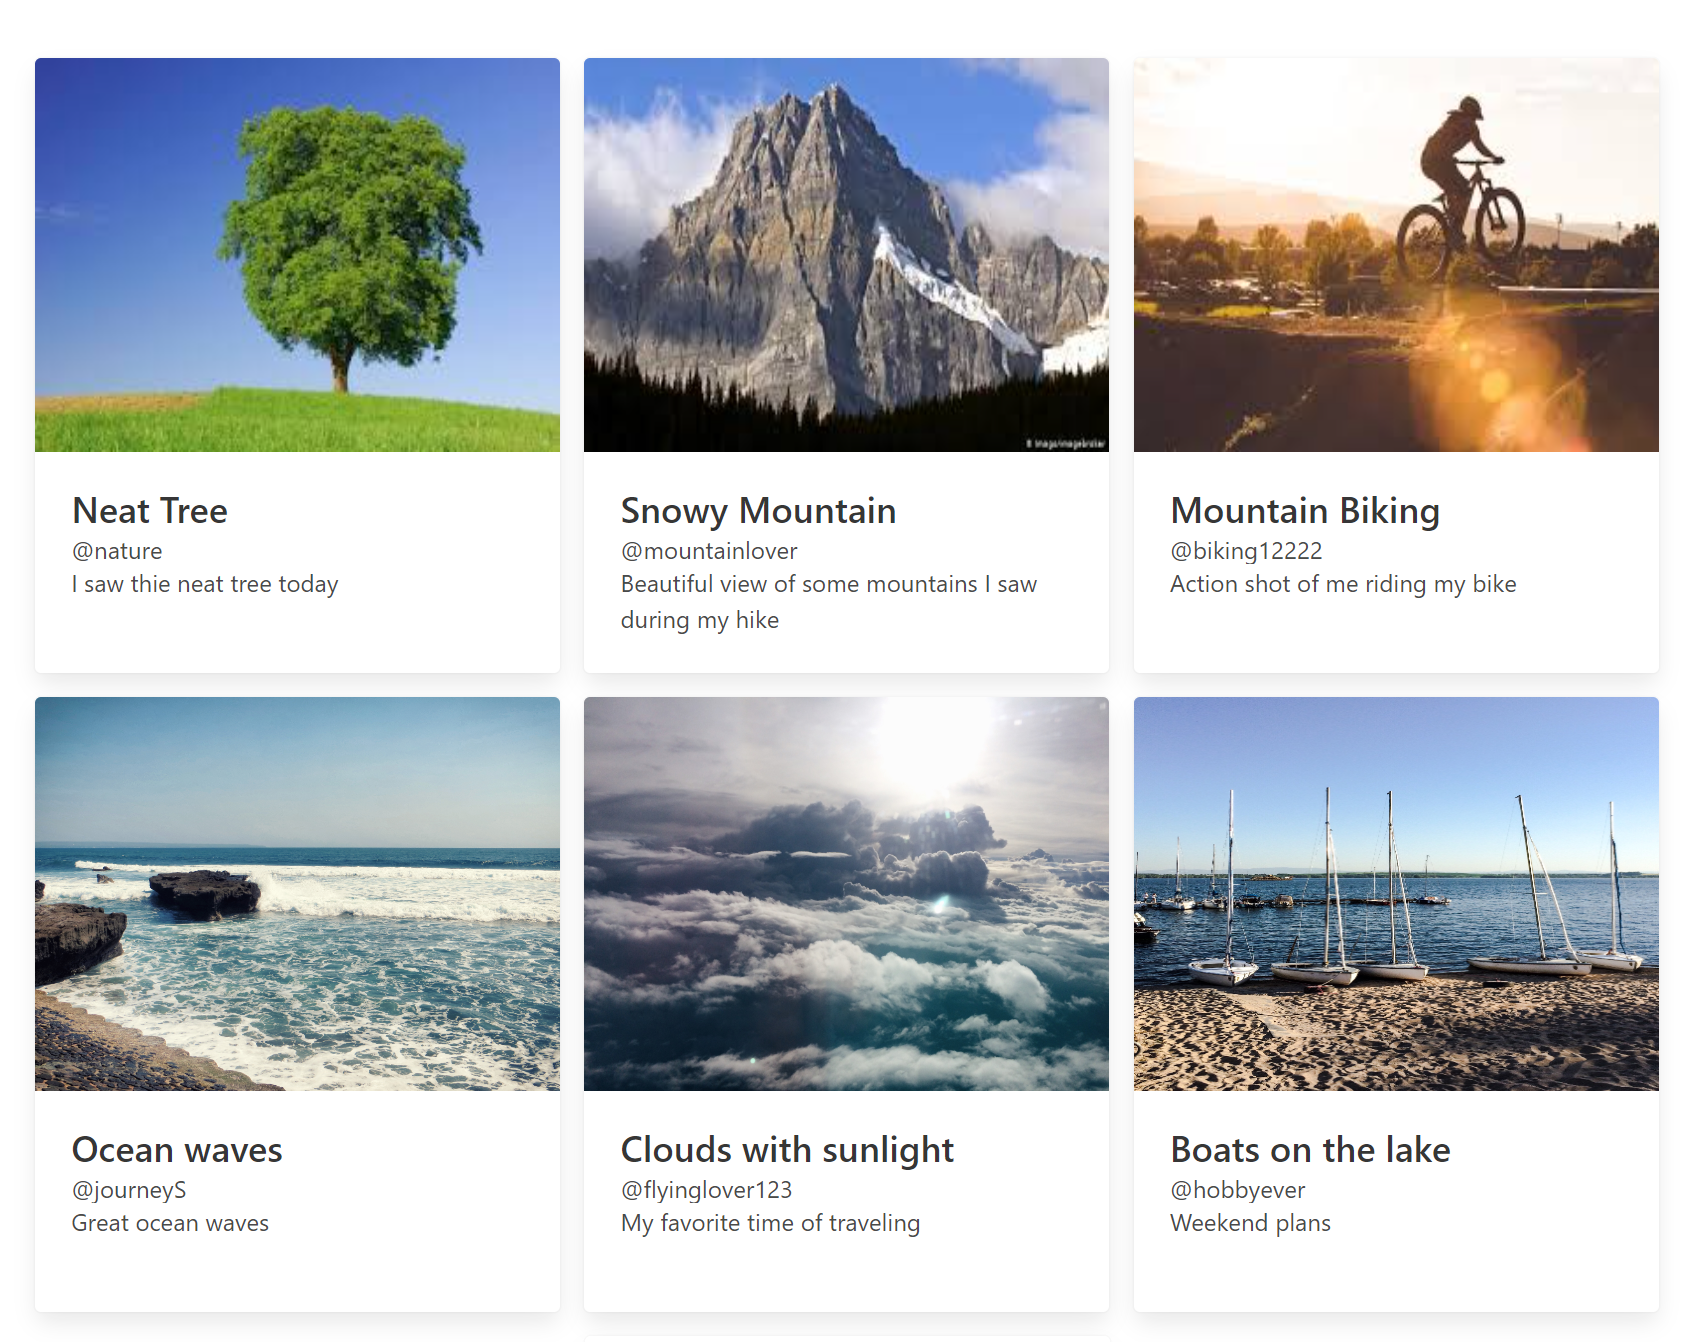 © imago/imagebroker
Neat Tree
@nature
I saw thie neat tree today
Snowy Mountain
@mountainlover
Beautiful view of some mountains I saw
during my hike
Mountain Biking
@biking12222
Action shot of me riding my bike
Ocean waves
@journeyS
Great ocean waves
Clouds with sunlight
@flyinglover123
My favorite time of traveling
Boats on the lake
@hobbyever
Weekend plans